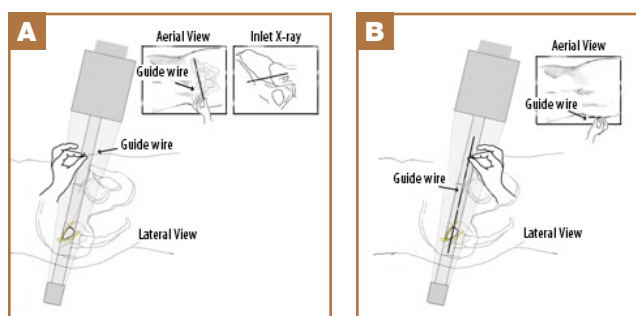 A
Aerial View
Inlet X-ray
Guide wire
Guide wire
Lateral View
B
Aerial View
Guide wire
Guide wire
Lateral View